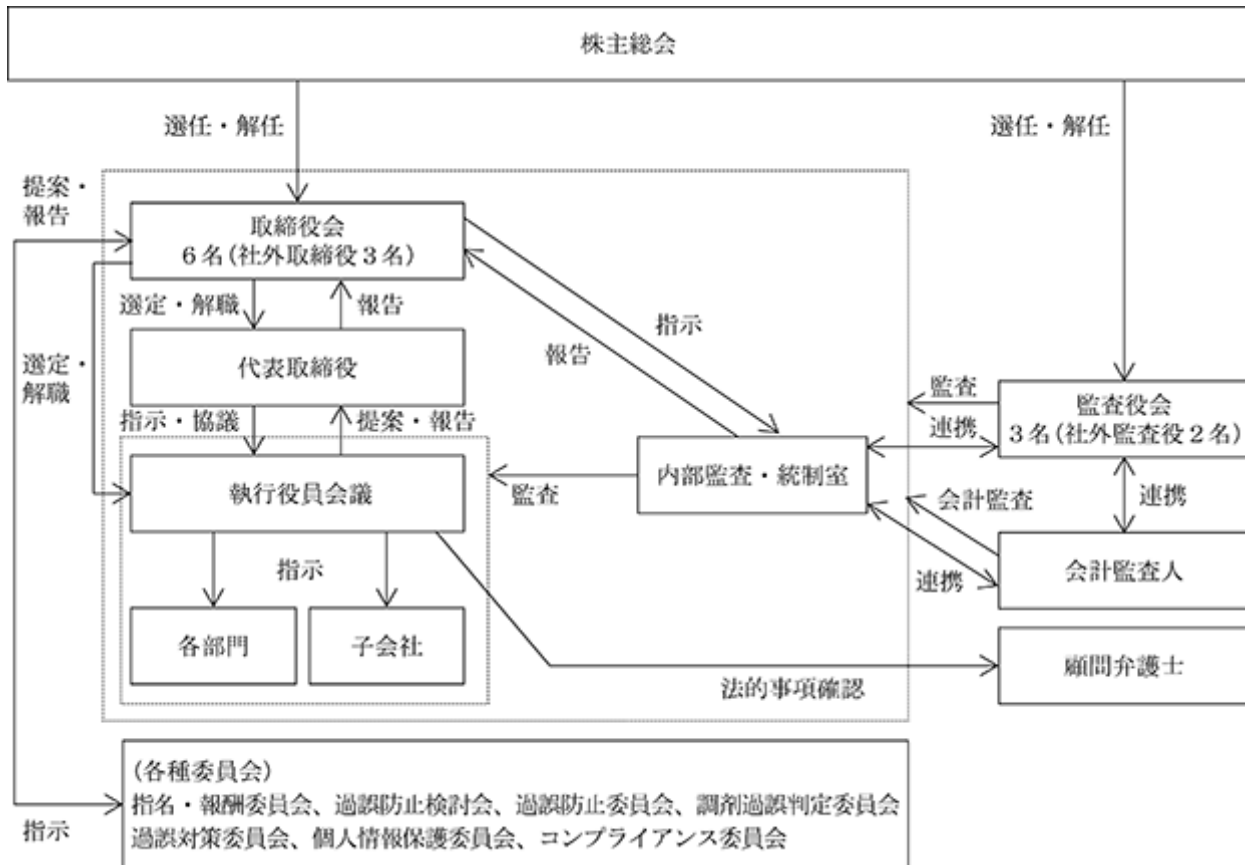 株主総会
選任・解任
選任・解任
提案・
報告
取締役会
6名(社外取締役3名)
選定・解職
報告
指示
報告
選定・
解職
代表取締役
指示・協議
提案・報告
監査
監査役会
3名(社外監査役2名)
連携
執行役員会議
監査
内部監査・統制室
会計監査
連携
指示
連携
会計監査人
各部門
子会社
顧問弁護士
法的事項確認
(各種委員会)
指名・報酬委員会、過誤防止検討会、過誤防止委員会、調剤過誤判定委員会
過誤対策委員会、個人情報保護委員会、コンプライアンス委員会
指示